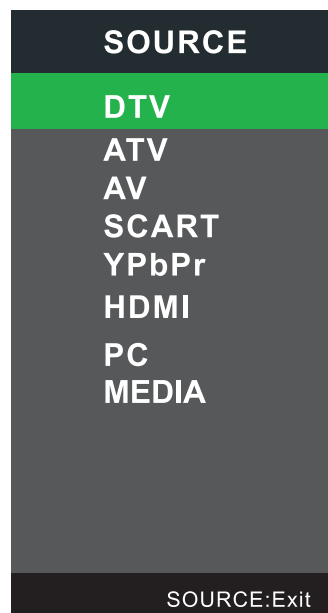 SOURCE
DTV
ATV
AV
SCART
YPbPr
HDMI
PC
MEDIA
SOURCE:Exit